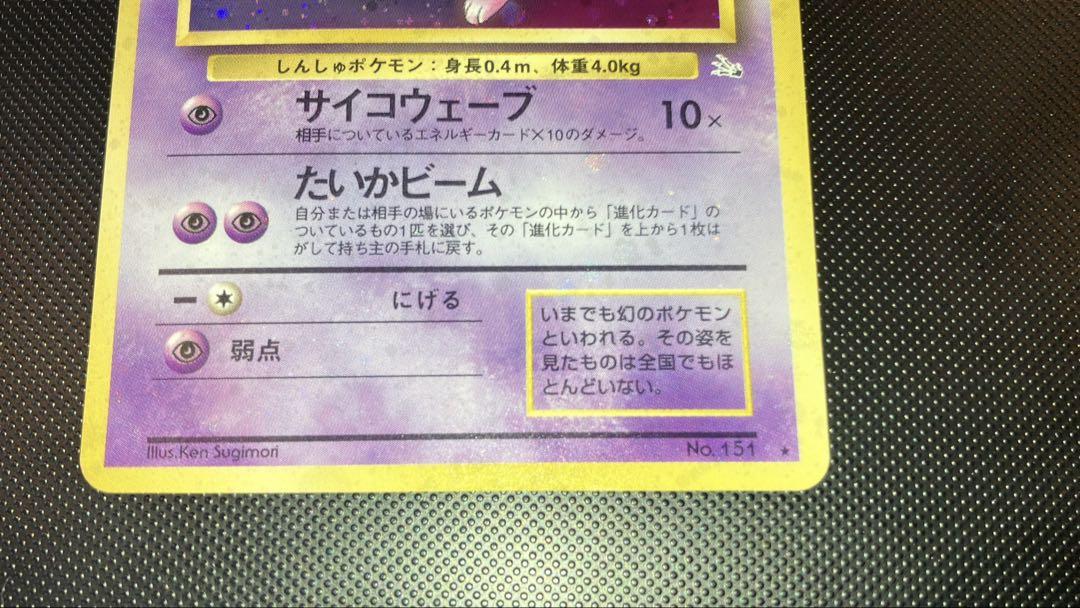 しんしゅポケモン：身長0.4m、体重4.0kg
サイコウェーブ 10×
相手についているエネルギーカード×10のダメージ。
たいかビーム
自分または相手の場にいるポケモンの中から「進化カード」の
ついているもの1匹を選び、その「進化カード」を上から1枚は
がして持ち主の手札に戻す。
にげる
弱点
いまでも幻のポケモン
といわれる。その姿を
見たものは全国でもほ
とんどいない。
Illus.Ken Sugimori
No.151 ★